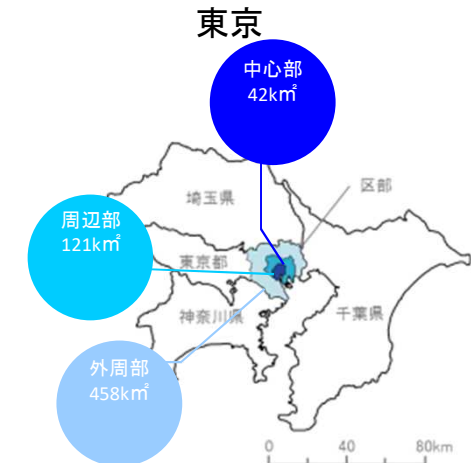 東京
中心部
42k㎡
埼玉県
区部
周辺部
121k㎡
東京都
神奈川県
千葉県
外周部
458k㎡
0 40 80km